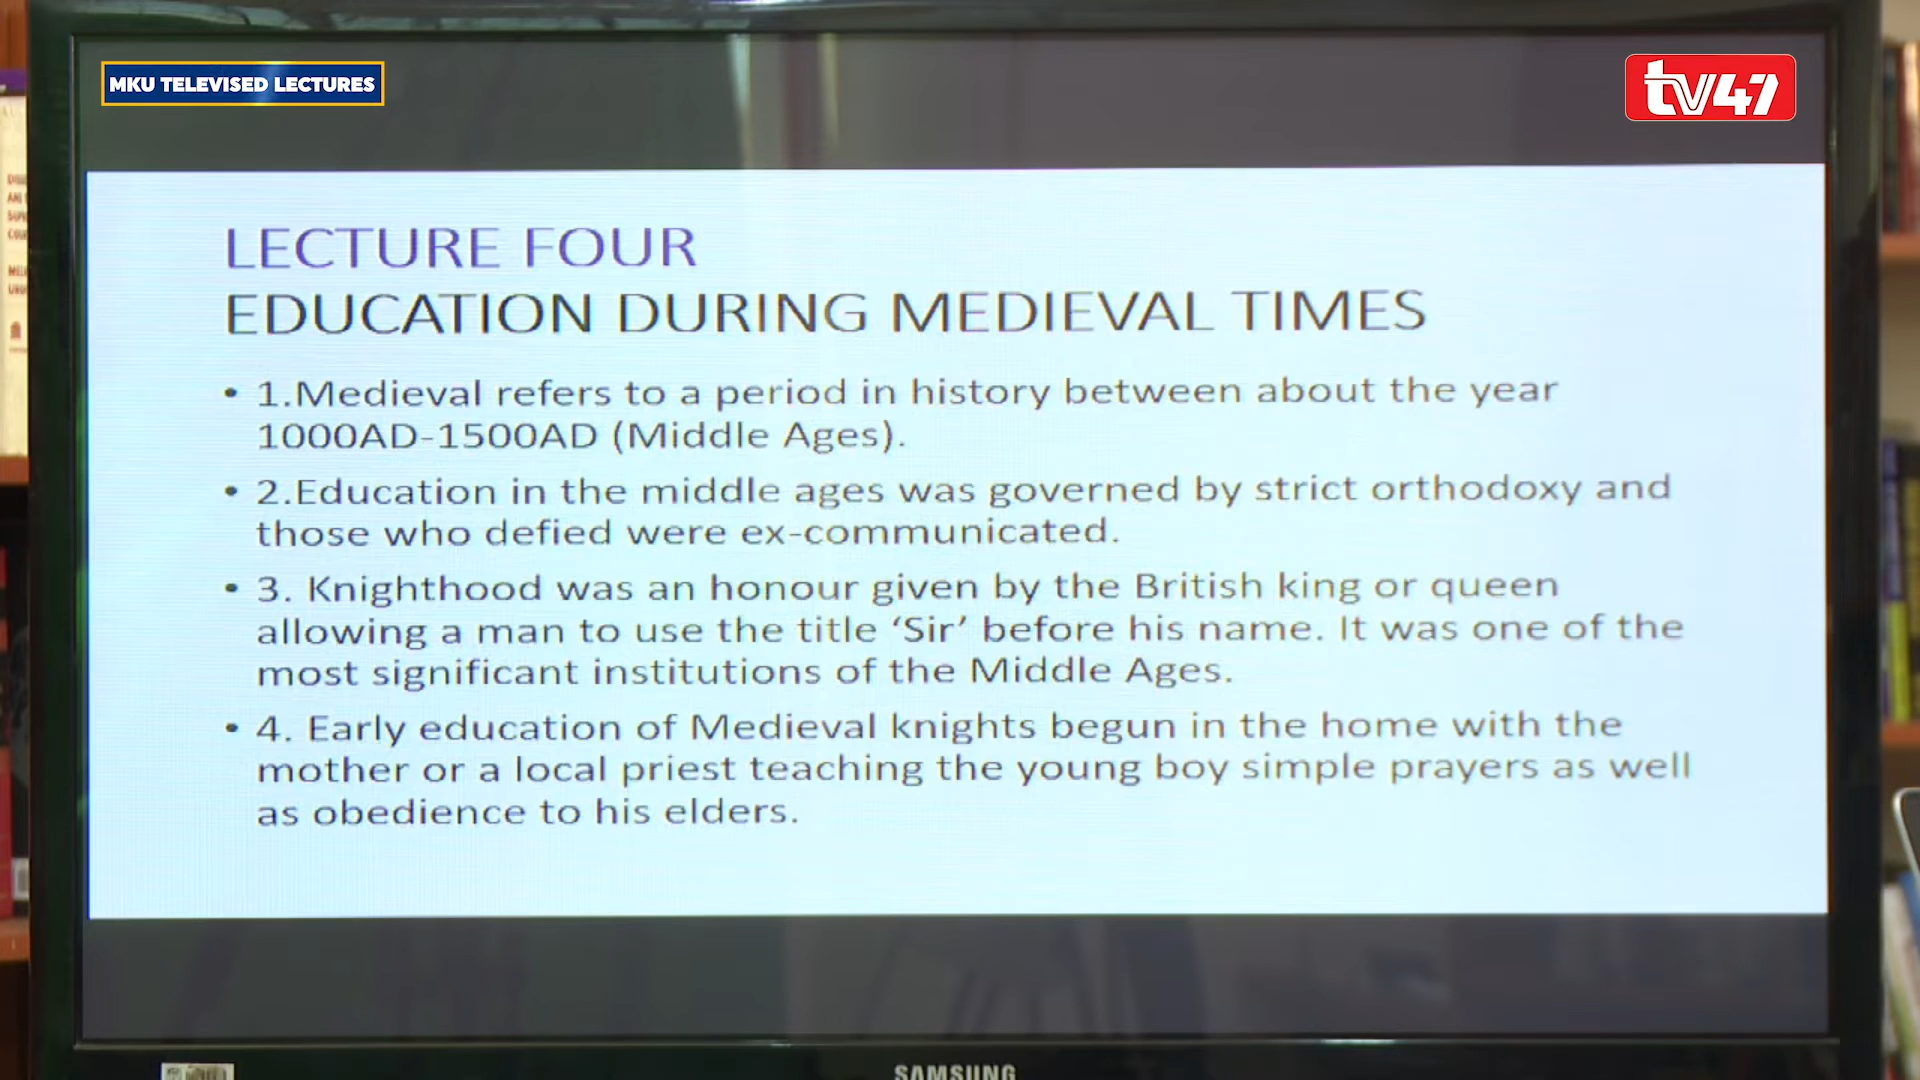 MKU TELEVISED LECTURES
tv47
LECTURE FOUR
EDUCATION DURING MEDIEVAL TIMES
• 1.Medieval refers to a period in history between about the year
1000AD-1500AD (Middle Ages).
• 2.Education in the middle ages was governed by strict orthodoxy and
those who defied were ex-communicated.
• 3. Knighthood was an honour given by the British king or queen
allowing a man to use the title ‘Sir’ before his name. It was one of the
most significant institutions of the Middle Ages.
• 4. Early education of Medieval knights begun in the home with the
mother or a local priest teaching the young boy simple prayers as well
as obedience to his elders.
SAMSUNG